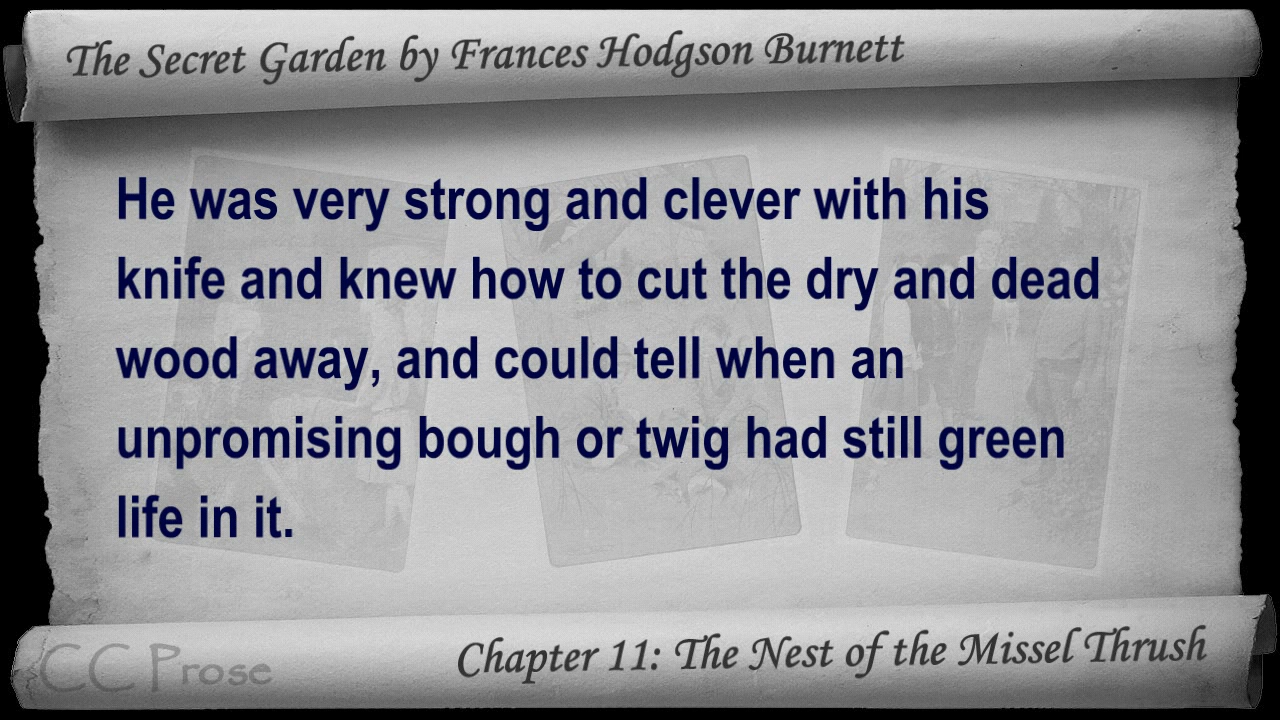 The Secret Garden by Frances Hodgson Burnett
He was very strong and clever with his
knife and knew how to cut the dry and dead
wood away, and could tell when an
unpromising bough or twig had still green
life in it.
CC Prose
Chapter 11: The Nest of the Missel Thrush